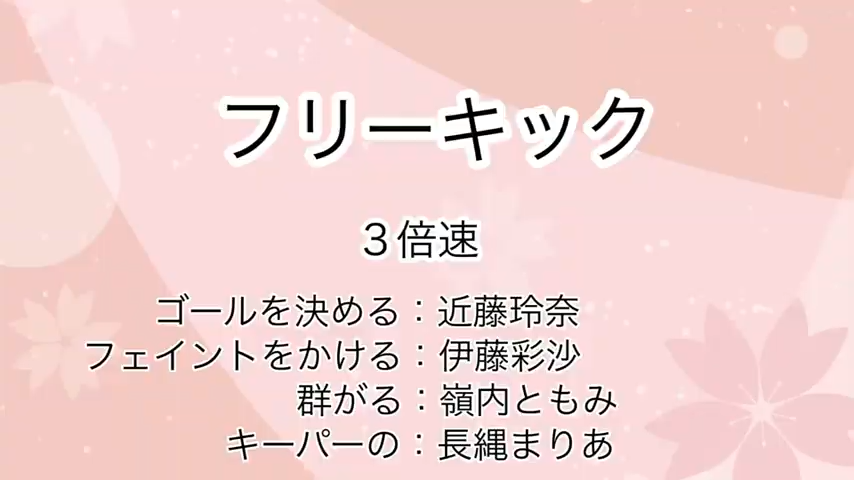 フリーキック
３倍速
ゴールを決める：近藤玲奈
フェイントをかける：伊藤彩沙
群がる：嶺内ともみ
キーパーの：長縄まりあ